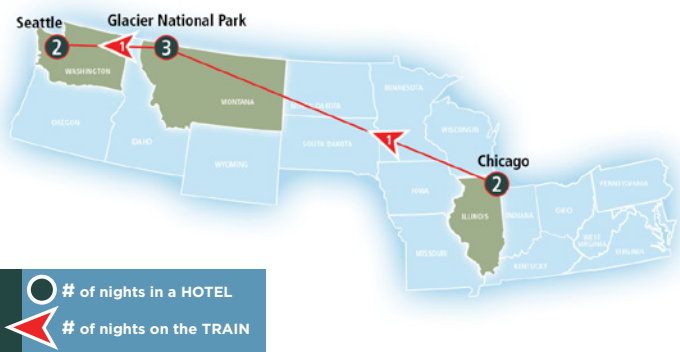 Seattle
Glacier National Park
2
1
3
WASHINGTON
MONTANA
OREGON
IDAHO
WYOMING
DAKOTA
SOUTH DAKOTA
MINNESOTA
WISCONSIN
1
Chicago
2
IOWA
ILLINOIS
INDIANA
OHIO
PENNSYLVANIA
WEST
VIRGINIA
VIRGINIA
MISSOURI
KENTUCKY
# of nights in a HOTEL
# of nights on the TRAIN